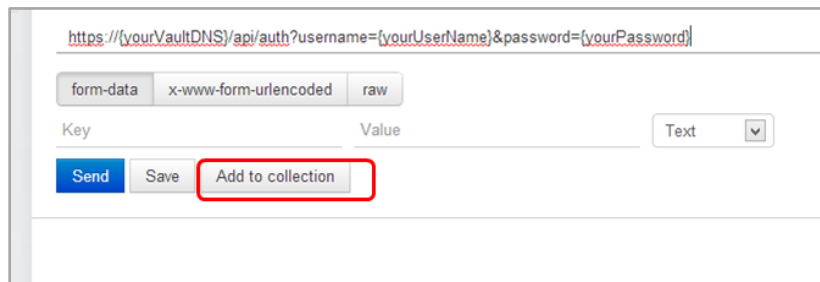 https://{yourVaultDNS}/api/auth?username={yourUserName}&password={yourPassword}
form-data x-www-form-urlencoded raw
Key Value Text
Send Save Add to collection